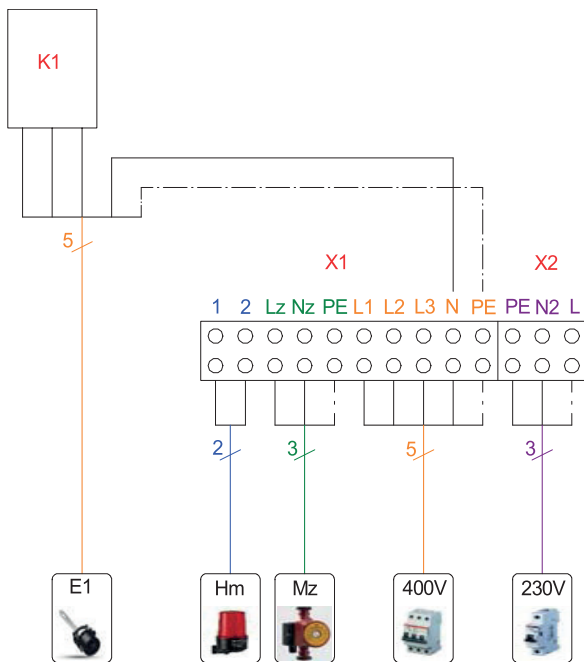 K1
5
X1 X2
1 2 Lz Nz PE L1 L2 L3 N PE PE N2 L
2 3 5 3
E1 Hm Mz 400V 230V